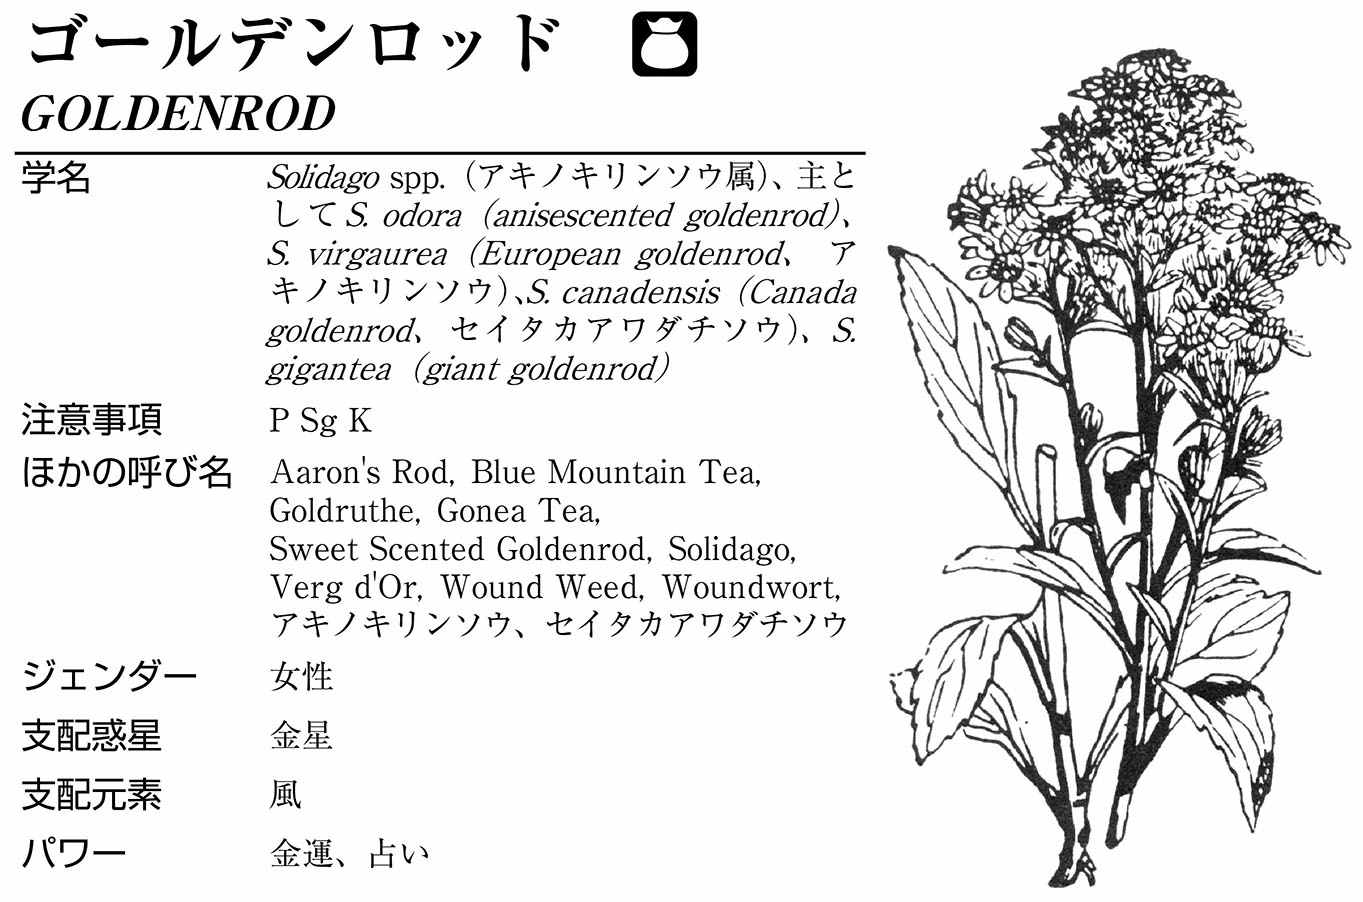 ゴールデンロッド
GOLDENROD
学名 Solidago spp.（アキノキリンソウ属）、主と
して S. odora (anisescented goldenrod)、
S. virgaurea (European goldenrod、 ア
キノキリンソウ)、S. canadensis (Canada
goldenrod、 セイタカアワダチソウ)、S.
gigantea (giant goldenrod)
注意事項 P Sg K
ほかの呼び名 Aaron's Rod, Blue Mountain Tea,
Goldruthe, Gonea Tea,
Sweet Scented Goldenrod, Solidago,
Verg d'Or, Wound Weed, Woundwort,
アキノキリンソウ、セイタカアワダチソウ
ジェンダー 女性
支配惑星 金星
支配元素 風
パワー 金運、占い